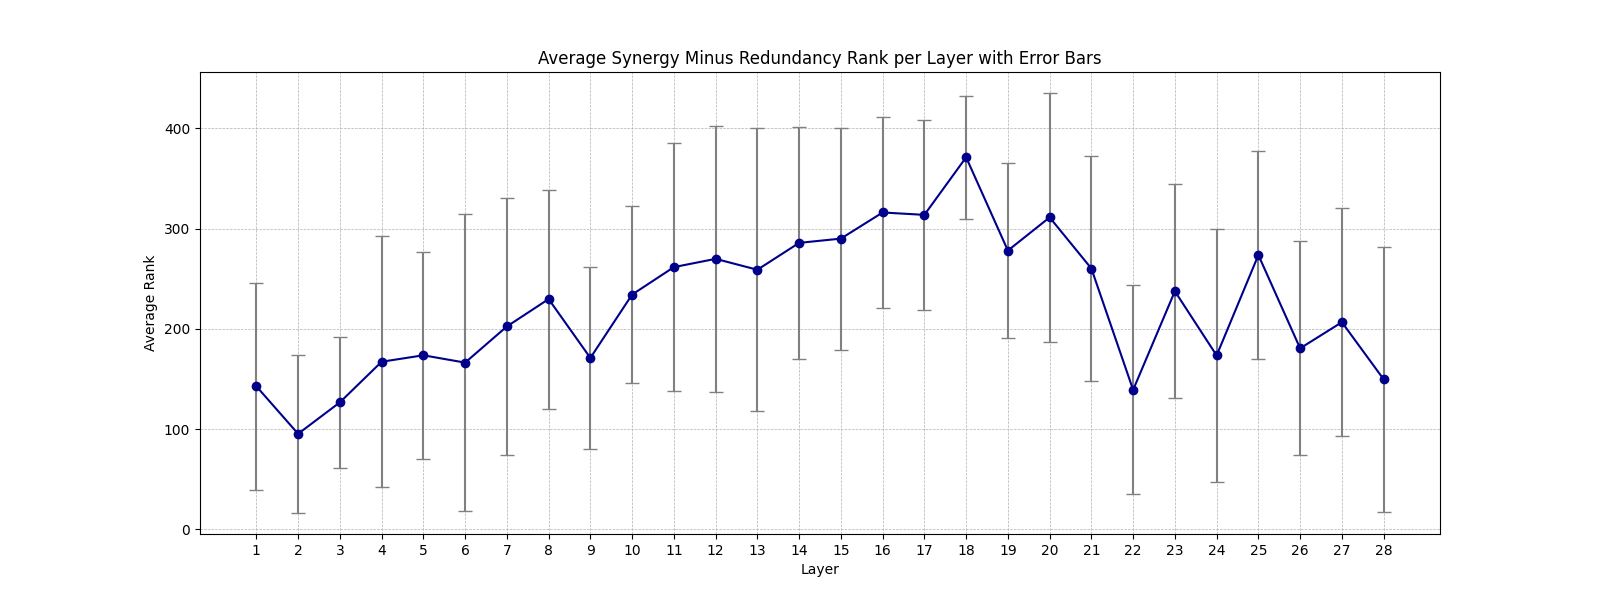 Average Synergy Minus Redundancy Rank per Layer with Error Bars
400
300
200
100
0
Average Rank
1 2 3 4 5 6 7 8 9 10 11 12 13 14 15 16 17 18 19 20 21 22 23 24 25 26 27 28
Layer